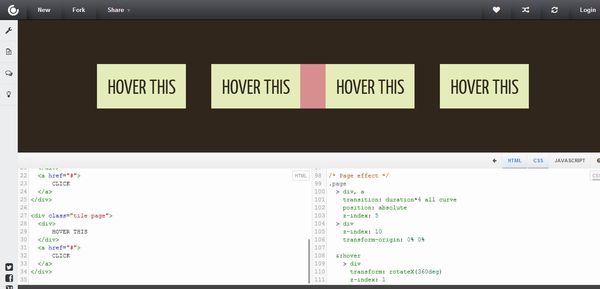 New Fork Share Login
HOVER THIS HOVER THIS HOVER THIS HOVER THIS
HTML CSS JAVASCRIPT
22 <a href="#">
23 CLICK
24 </a>
25 </div>
26
27 <div class="tile page">
28 <div>
29 HOVER THIS
30 </div>
31 <a href="#">
32 CLICK
33 </a>
34 </div>
35
HTML
98 /* Page effect */
99 .page
100 > div, a
101 transition: duration*4 all curve
102 position: absolute
103 z-index: 5
104 > div
105 z-index: 10
106 transform-origin: 0% 0%
107
108 &:hover
109 > div
110 transform: rotateX(360deg)
111 z-index: 1